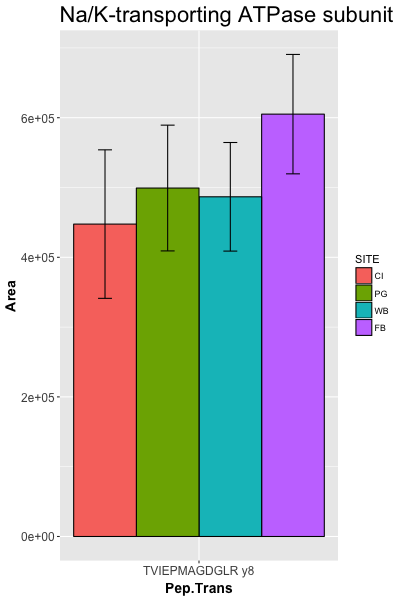 Na/K-transporting ATPase subunit
6e+05
4e+05
2e+05
0e+00
Area
TVIEPMAGDGLR y8
Pep.Trans
SITE
CI
PG
WB
FB